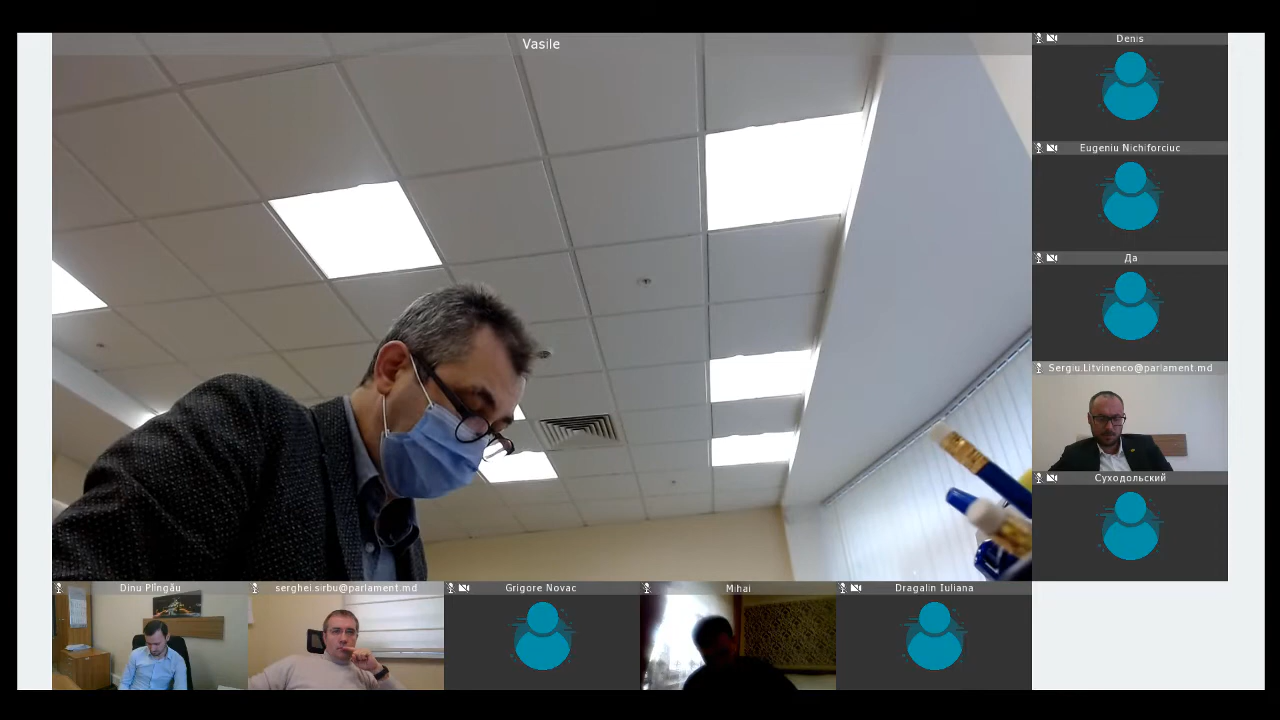 Vasile
Denis
Eugeniu Nichiforciuc
Да
Sergiu.Litvinenco@parlament.md
Суходольский
Dinu Plîngău
serghei.sirbu@parlament.md
Grigore Novac
Mihai
Dragalin Iuliana